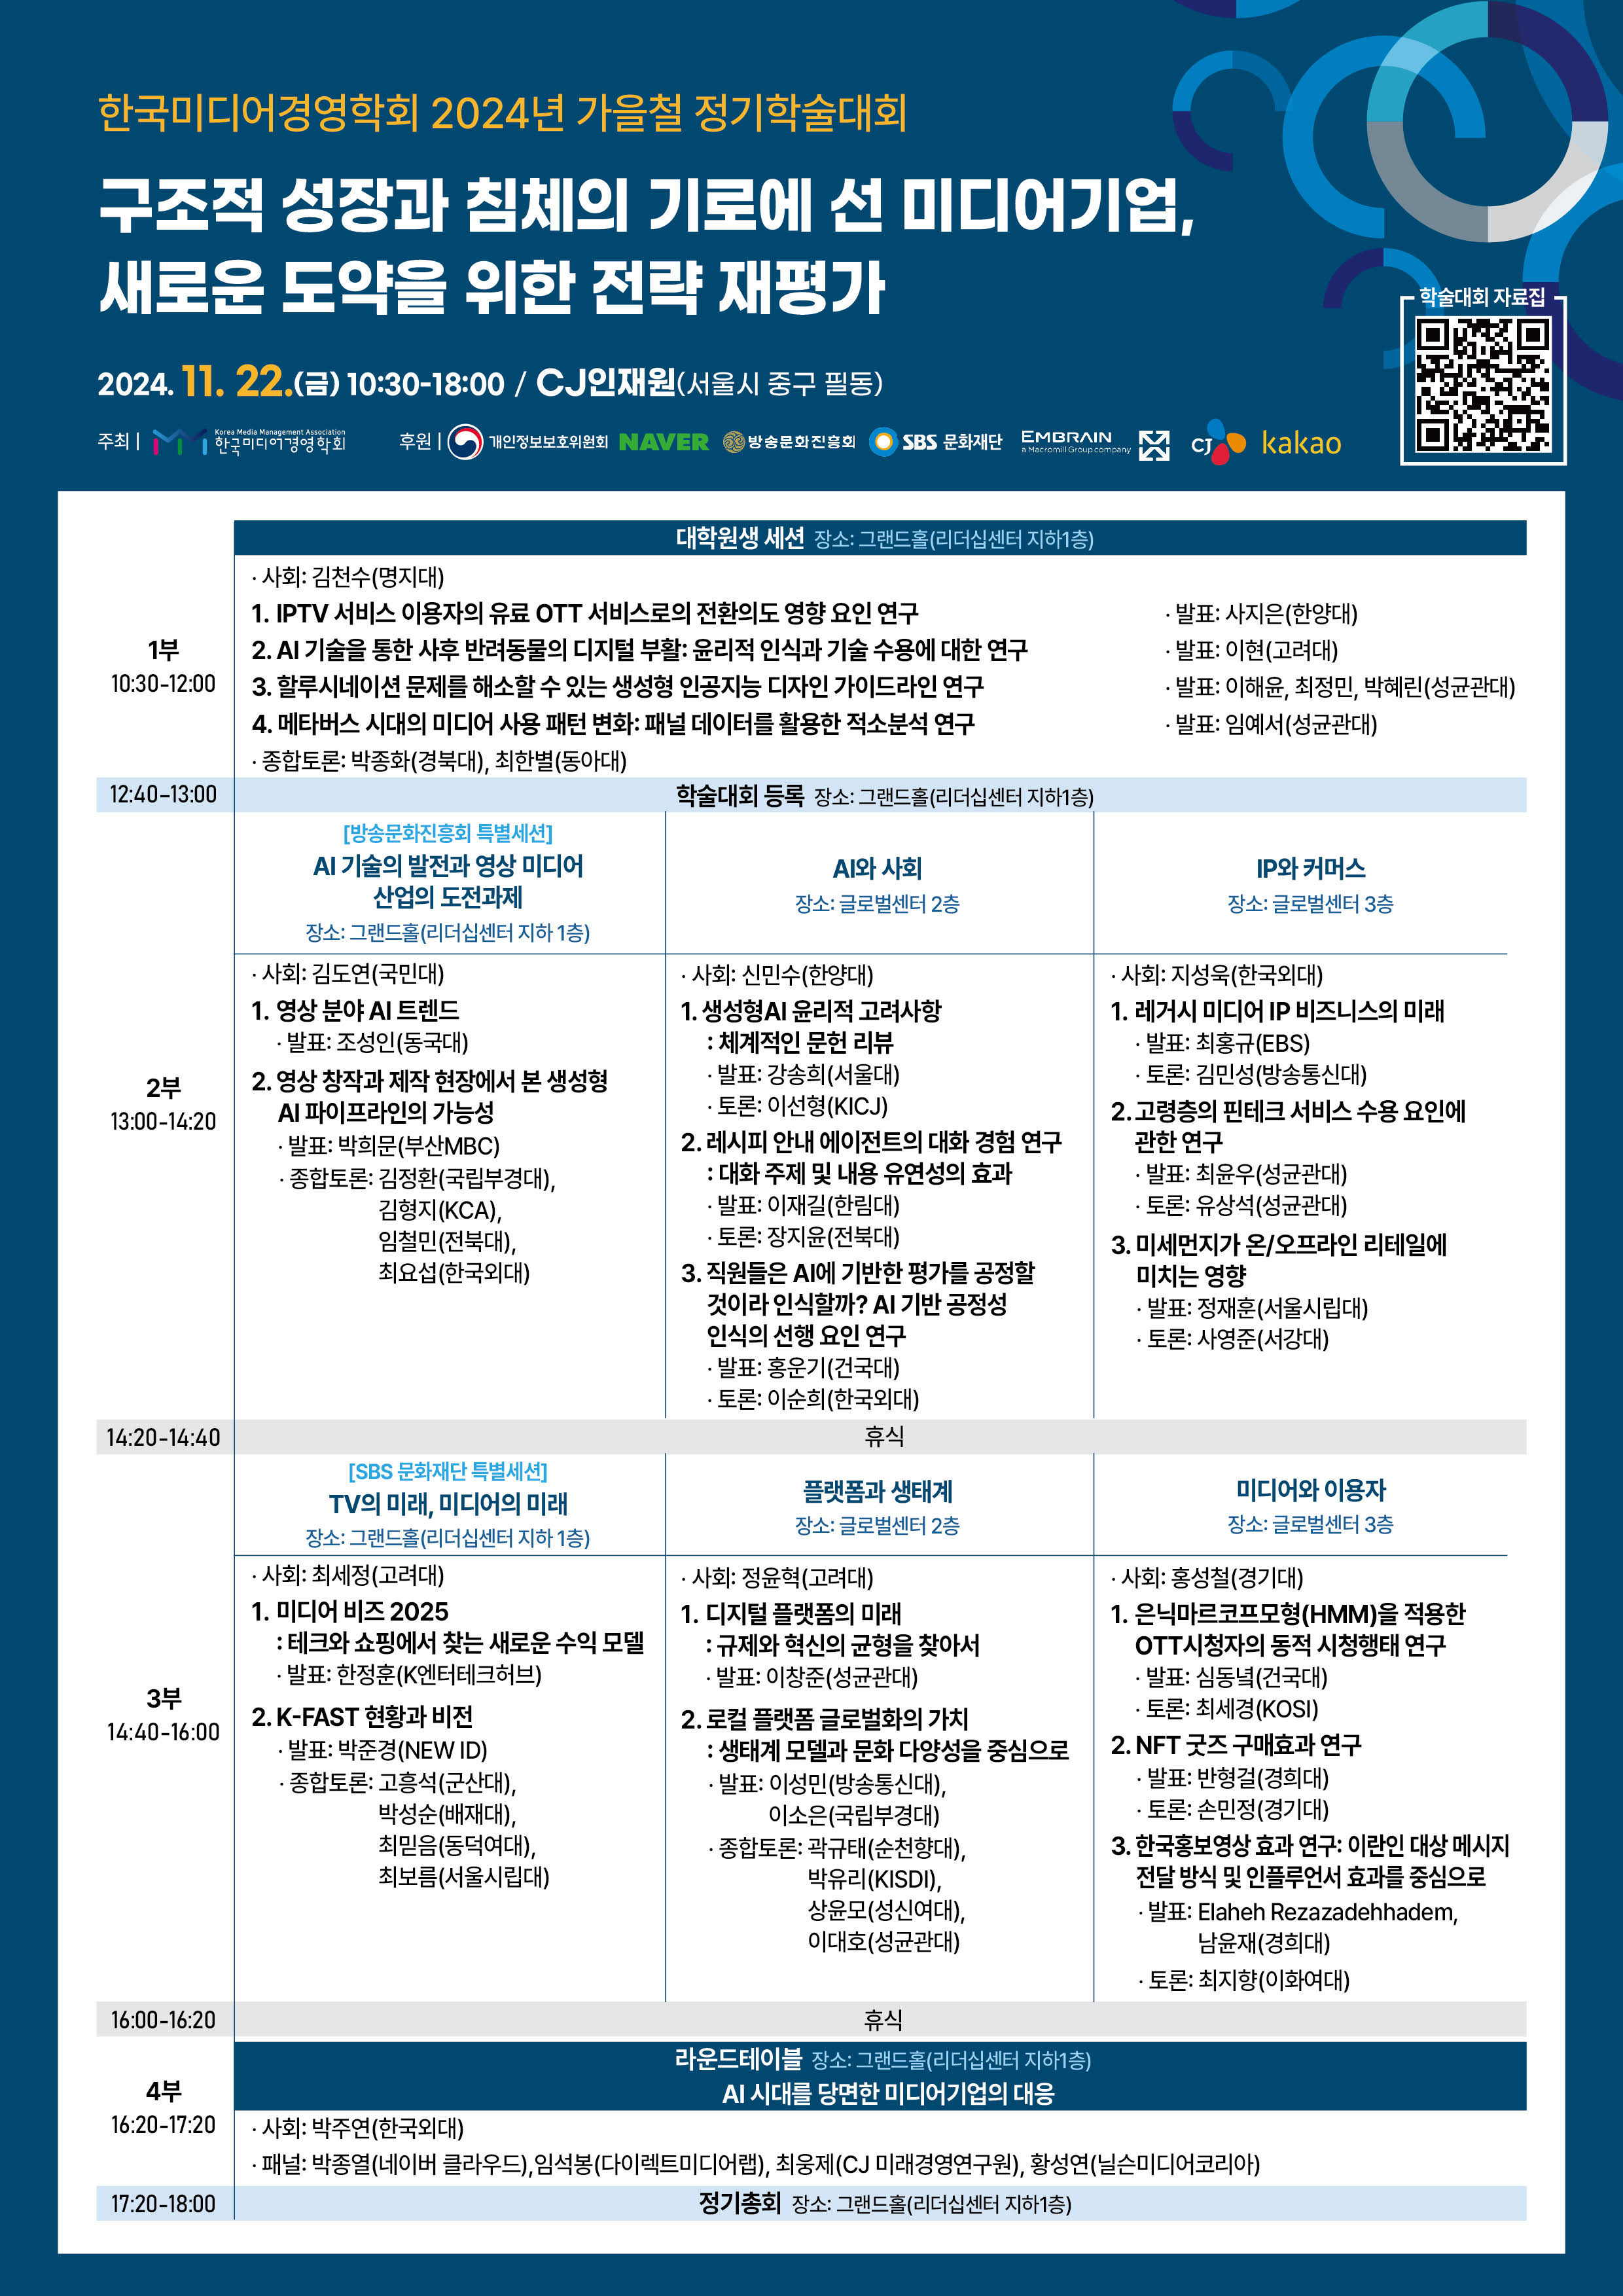 한국미디어경영학회 2024년 가을철 정기학술대회
구조적 성장과 침체의 기로에 선 미디어기업,
새로운 도약을 위한 전략 재평가
학술대회 자료집
2024. 11. 22.(금) 10:30-18:00 / CJ인재원(서울시 중구 필동)
주최 | Korea Media Management Association 한국미디어경영학회 후원 | 개인정보보호위원회 NAVER 방송문화진흥회 SBS 문화재단 EMBRAIN a Macromill Group company CJ kakao
대학원생 세션 장소: 그랜드홀(리더십센터 지하1층)
1부
10:30-12:00
· 사회: 김천수(명지대)
1. IPTV 서비스 이용자의 유료 OTT 서비스로의 전환의도 영향 요인 연구 · 발표: 사지은(한양대)
2. AI 기술을 통한 사후 반려동물의 디지털 부활: 윤리적 인식과 기술 수용에 대한 연구 · 발표: 이현(고려대)
3. 할루시네이션 문제를 해소할 수 있는 생성형 인공지능 디자인 가이드라인 연구 · 발표: 이해윤, 최정민, 박혜린(성균관대)
4. 메타버스 시대의 미디어 사용 패턴 변화: 패널 데이터를 활용한 적소분석 연구 · 발표: 임예서(성균관대)
· 종합토론: 박종화(경북대), 최한별(동아대)
12:40-13:00 학술대회 등록 장소: 그랜드홀(리더십센터 지하1층)
2부
13:00-14:20
[방송문화진흥회 특별세션]
AI 기술의 발전과 영상 미디어
산업의 도전과제
장소: 그랜드홀(리더십센터 지하 1층)
· 사회: 김도연(국민대)
1. 영상 분야 AI 트렌드
· 발표: 조성인(동국대)
2. 영상 창작과 제작 현장에서 본 생성형
AI 파이프라인의 가능성
· 발표: 박희문(부산MBC)
· 종합토론: 김정환(국립부경대),
김형지(KCA),
임철민(전북대),
최요섭(한국외대)
AI와 사회
장소: 글로벌센터 2층
· 사회: 신민수(한양대)
1. 생성형AI 윤리적 고려사항
: 체계적인 문헌 리뷰
· 발표: 강송희(서울대)
· 토론: 이선형(KICJ)
2. 레시피 안내 에이전트의 대화 경험 연구
: 대화 주제 및 내용 유연성의 효과
· 발표: 이재길(한림대)
· 토론: 장지윤(전북대)
3. 직원들은 AI에 기반한 평가를 공정할
것이라 인식할까? AI 기반 공정성
인식의 선행 요인 연구
· 발표: 홍운기(건국대)
· 토론: 이순희(한국외대)
IP와 커머스
장소: 글로벌센터 3층
· 사회: 지성욱(한국외대)
1. 레거시 미디어 IP 비즈니스의 미래
· 발표: 최홍규(EBS)
· 토론: 김민성(방송통신대)
2. 고령층의 핀테크 서비스 수용 요인에
관한 연구
· 발표: 최윤우(성균관대)
· 토론: 유상석(성균관대)
3. 미세먼지가 온/오프라인 리테일에
미치는 영향
· 발표: 정재훈(서울시립대)
· 토론: 사영준(서강대)
14:20-14:40 휴식
3부
14:40-16:00
[SBS 문화재단 특별세션]
TV의 미래, 미디어의 미래
장소: 그랜드홀(리더십센터 지하 1층)
· 사회: 최세정(고려대)
1. 미디어 비즈 2025
: 테크와 쇼핑에서 찾는 새로운 수익 모델
· 발표: 한정훈(K엔터테크허브)
2. K-FAST 현황과 비전
· 발표: 박준경(NEW ID)
· 종합토론: 고흥석(군산대),
박성순(배재대),
최믿음(동덕여대),
최보름(서울시립대)
플랫폼과 생태계
장소: 글로벌센터 2층
· 사회: 정윤혁(고려대)
1. 디지털 플랫폼의 미래
: 규제와 혁신의 균형을 찾아서
· 발표: 이창준(성균관대)
2. 로컬 플랫폼 글로벌화의 가치
: 생태계 모델과 문화 다양성을 중심으로
· 발표: 이성민(방송통신대),
이소은(국립부경대)
· 종합토론: 곽규태(순천향대),
박유리(KISDI),
상윤모(성신여대),
이대호(성균관대)
미디어와 이용자
장소: 글로벌센터 3층
· 사회: 홍성철(경기대)
1. 은닉마르코프모형(HMM)을 적용한
OTT시청자의 동적 시청행태 연구
· 발표: 심동녘(건국대)
· 토론: 최세경(KOSI)
2. NFT 굿즈 구매효과 연구
· 발표: 반형걸(경희대)
· 토론: 손민정(경기대)
3. 한국홍보영상 효과 연구: 이란인 대상 메시지
전달 방식 및 인플루언서 효과를 중심으로
· 발표: Elaheh Rezazadehhadem,
남윤재(경희대)
· 토론: 최지향(이화여대)
16:00-16:20 휴식
4부
16:20-17:20
라운드테이블 장소: 그랜드홀(리더십센터 지하1층)
AI 시대를 당면한 미디어기업의 대응
· 사회: 박주연(한국외대)
· 패널: 박종열(네이버 클라우드),임석봉(다이렉트미디어랩), 최웅제(CJ 미래경영연구원), 황성연(닐슨미디어코리아)
17:20-18:00 정기총회 장소: 그랜드홀(리더십센터 지하1층)